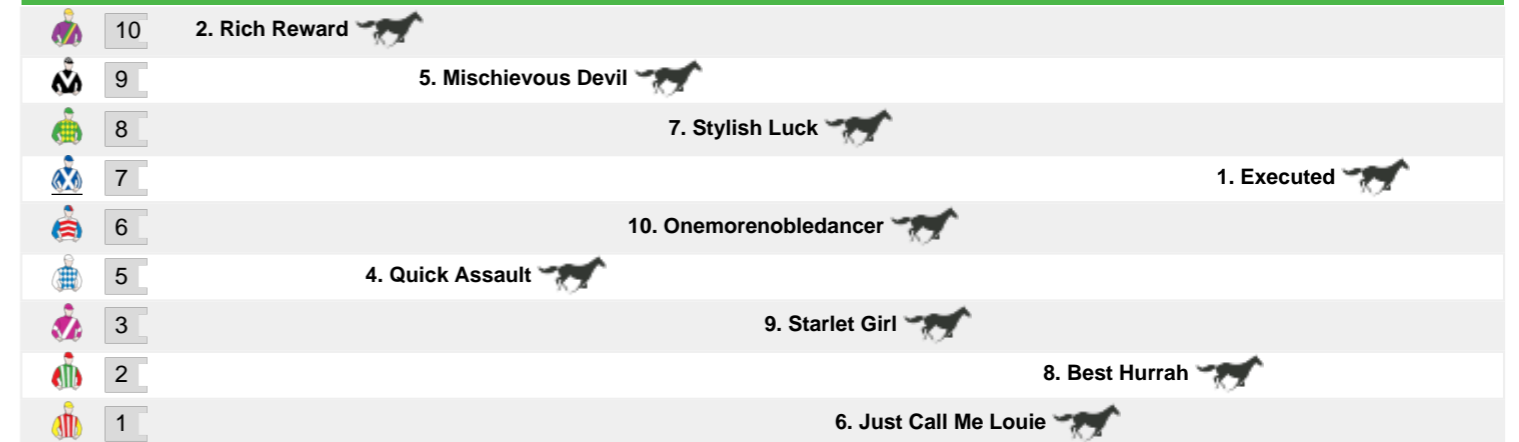 10 2. Rich Reward
9 5. Mischievous Devil
8 7. Stylish Luck
7 1. Executed
6 10. Onemorenobledancer
5 4. Quick Assault
3 9. Starlet Girl
2 8. Best Hurrah
1 6. Just Call Me Louie